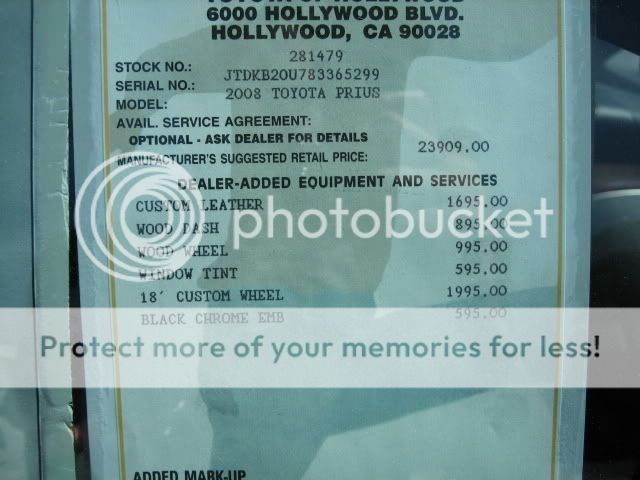 TOYOTA OF HOLLYWOOD
6000 HOLLYWOOD BLVD.
HOLLYWOOD, CA 90028
STOCK NO.: 281479
SERIAL NO.: JTDKB20U783365299
MODEL: 2008 TOYOTA PRIUS
AVAIL. SERVICE AGREEMENT:
OPTIONAL - ASK DEALER FOR DETAILS
MANUFACTURER'S SUGGESTED RETAIL PRICE: 23909.00
DEALER-ADDED EQUIPMENT AND SERVICES
CUSTOM LEATHER 1695.00
photobucket
WOOD DASH 895.00
WOOD WHEEL 995.00
WINDOW TINT 595.00
18' CUSTOM WHEEL 1995.00
BLACK CHROME EMB 595.00
Protect more of your memories for less!
ADDED MARK-UP